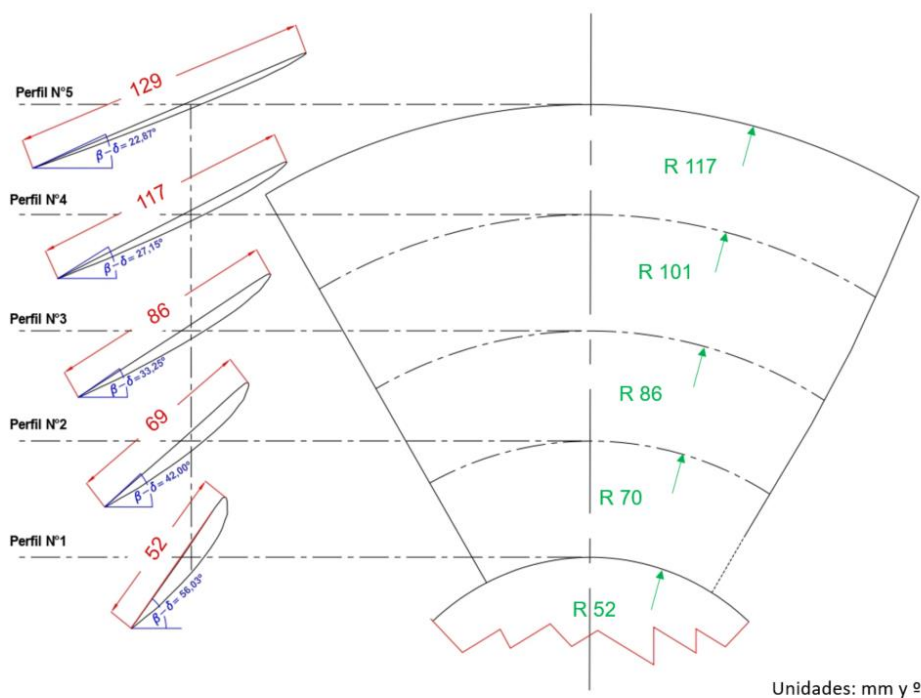 Perfil N°5
129
β-δ= 22,87°
R 117
Perfil N°4
117
β-δ= 27,15°
R 101
Perfil N°3
86
β-δ= 33,25°
R 86
Perfil N°2
69
β-δ= 42,00°
R 70
Perfil N°1
52
β-δ= 56,03°
R 52
Unidades: mm y º